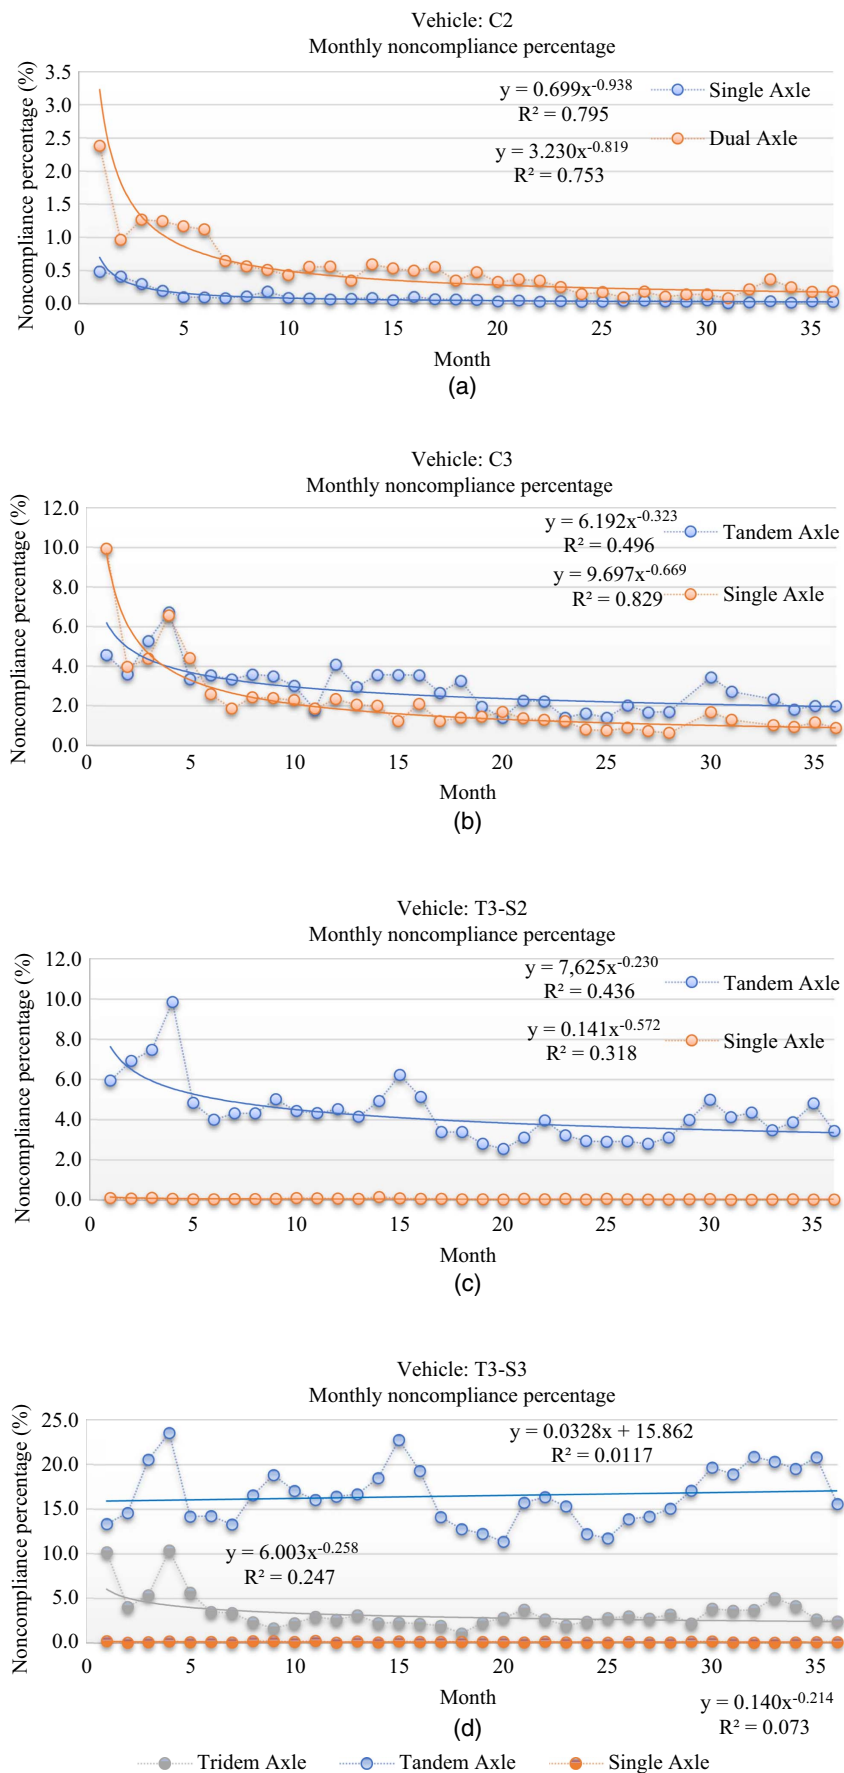 Vehicle: C2
Monthly noncompliance percentage
Noncompliance percentage (%)
3.5
3.0
2.5
2.0
1.5
1.0
0.5
0.0
y = 0.699x^-0.938
R² = 0.795
Single Axle
y = 3.230x^-0.819
R² = 0.753
Dual Axle
0 5 10 15 20 25 30 35
Month
(a)
Vehicle: C3
Monthly noncompliance percentage
Noncompliance percentage (%)
12.0
10.0
8.0
6.0
4.0
2.0
0.0
y = 6.192x^-0.323
R² = 0.496
Tandem Axle
y = 9.697x^-0.669
R² = 0.829
Single Axle
0 5 10 15 20 25 30 35
Month
(b)
Vehicle: T3-S2
Monthly noncompliance percentage
Noncompliance percentage (%)
12.0
10.0
8.0
6.0
4.0
2.0
0.0
y = 7,625x^-0.230
R² = 0.436
Tandem Axle
y = 0.141x^-0.572
R² = 0.318
Single Axle
0 5 10 15 20 25 30 35
Month
(c)
Vehicle: T3-S3
Monthly noncompliance percentage
Noncompliance percentage (%)
25.0
20.0
15.0
10.0
5.0
0.0
y = 0.0328x + 15.862
R² = 0.0117
y = 6.003x^-0.258
R² = 0.247
0 5 10 15 20 25 30 35
Month
y = 0.140x^-0.214
R² = 0.073
(d)
Tridem Axle Tandem Axle Single Axle